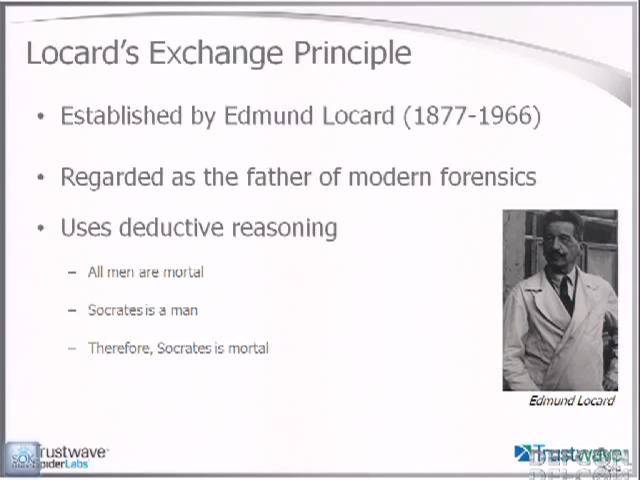 Locard's Exchange Principle
• Established by Edmund Locard (1877-1966)
• Regarded as the father of modern forensics
• Uses deductive reasoning
– All men are mortal
– Socrates is a man
– Therefore, Socrates is mortal
Edmund Locard
Trustwave
SpiderLabs
Trustwave
DEFCON